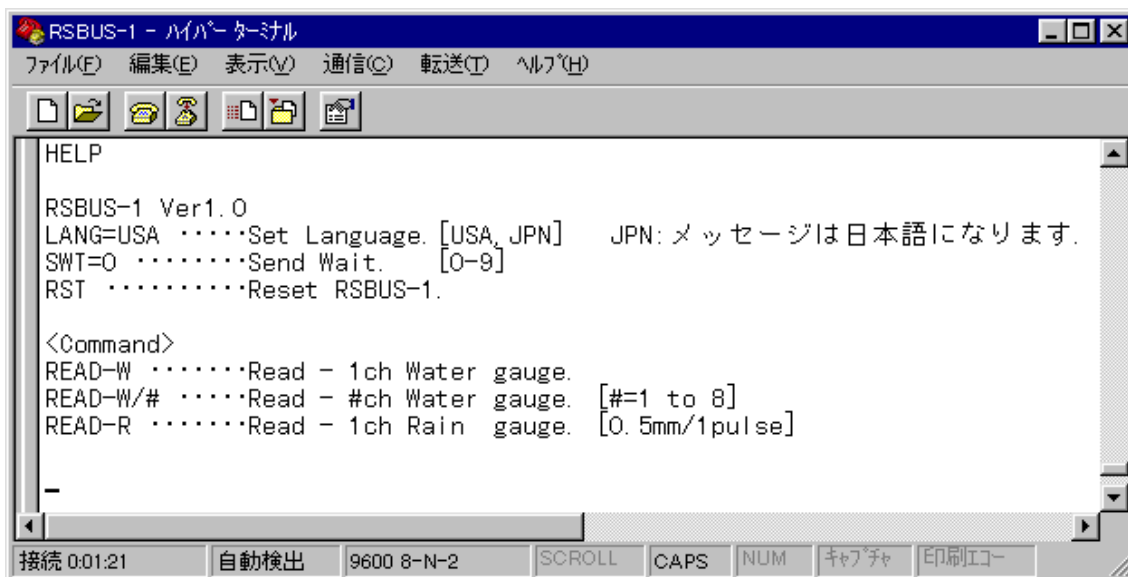 RSBUS-1 - ﾊｲﾊﾟｰ ﾀｰﾐﾅﾙ
ﾌｧｲﾙ(F) 編集(E) 表示(V) 通信(C) 転送(T) ﾍﾙﾌﾟ(H)
HELP
RSBUS-1 Ver1.0
LANG=USA ･････Set Language. [USA, JPN] JPN:メッセージは日本語になります.
SWT=0 ････････Send Wait. [0-9]
RST ･･････････Reset RSBUS-1.
<Command>
READ-W ･･･････Read - 1ch Water gauge.
READ-W/# ･････Read - #ch Water gauge. [#=1 to 8]
READ-R ･･･････Read - 1ch Rain gauge. [0.5mm/1pulse]
接続 0:01:21 自動検出 9600 8-N-2 SCROLL CAPS NUM ｷｬﾌﾟﾁｬ 印刷ｴｺｰ